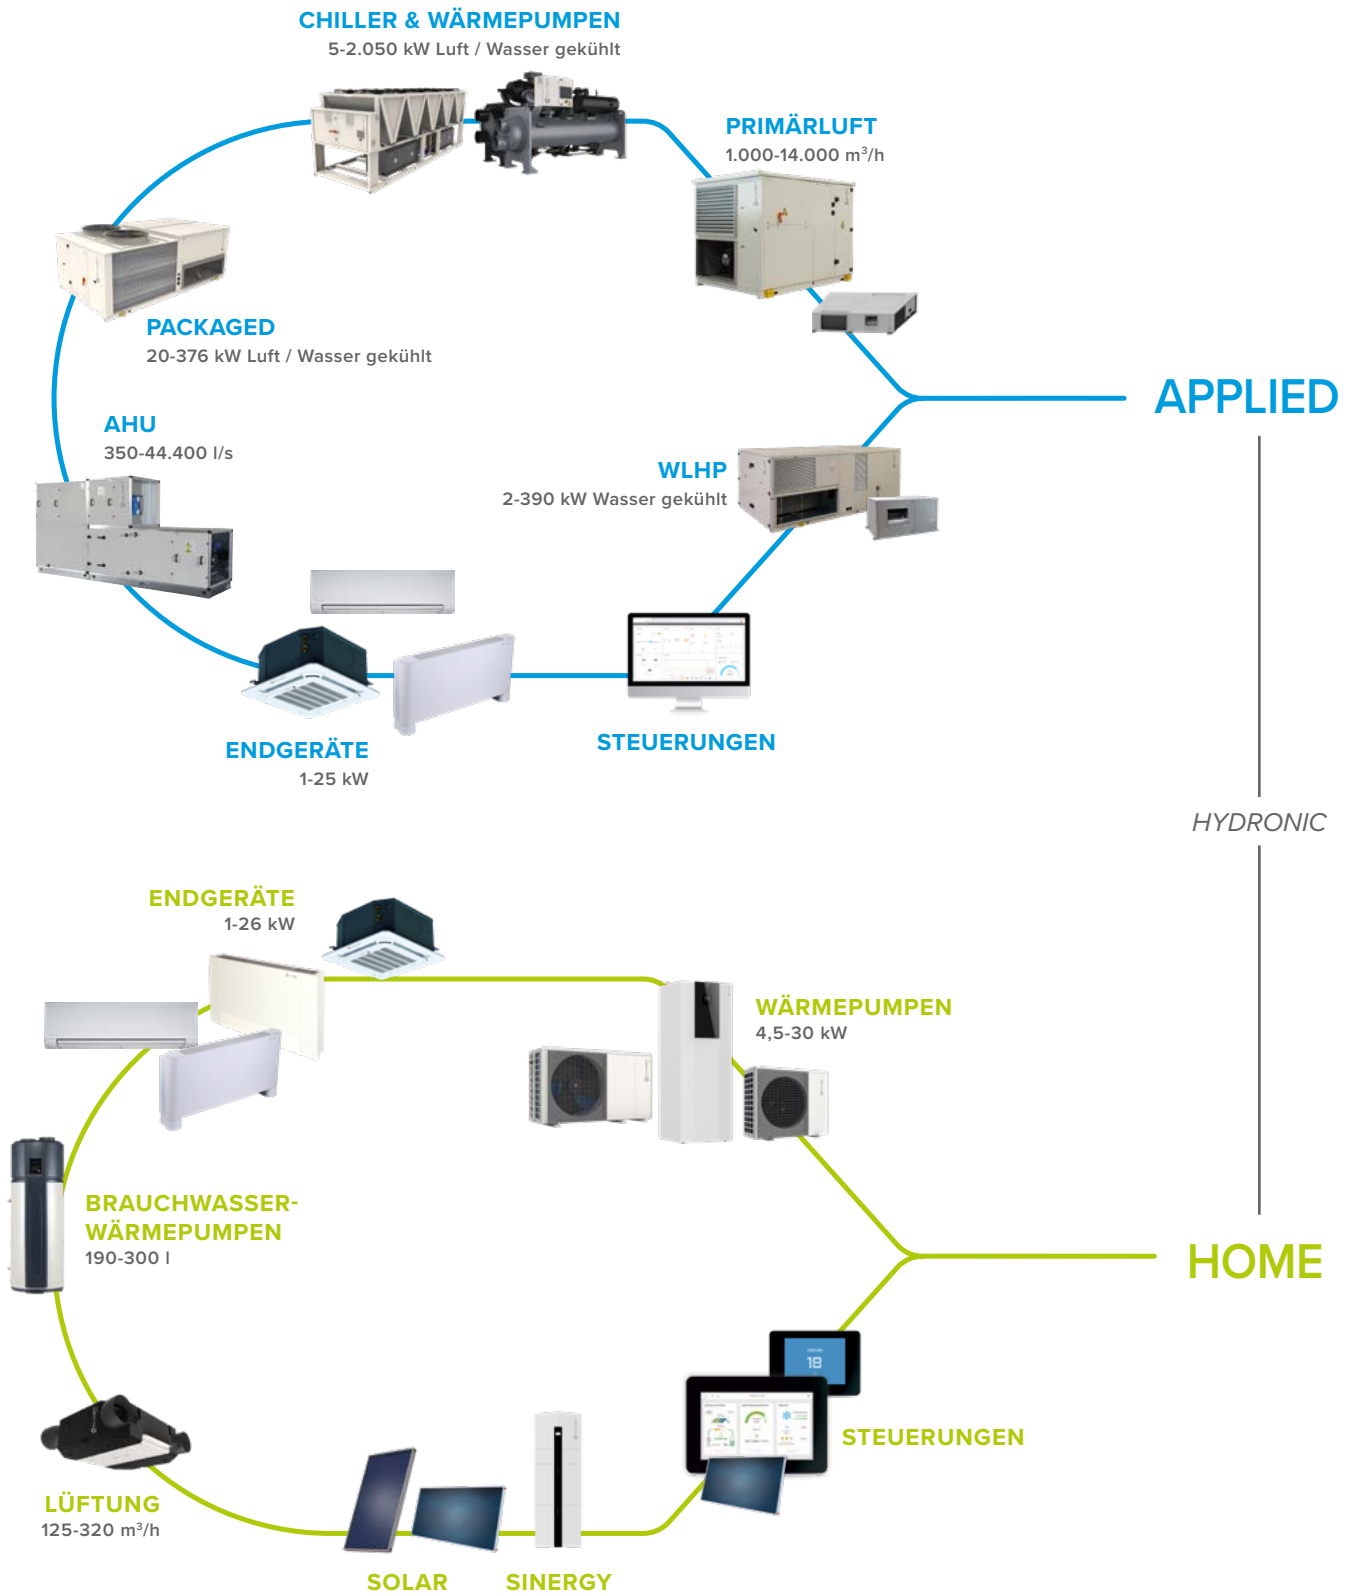 CHILLER & WÄRMEPUMPEN
5-2.050 kW Luft / Wasser gekühlt
PRIMÄRLUFT
1.000-14.000 m³/h
PACKAGED
20-376 kW Luft / Wasser gekühlt
APPLIED
AHU
350-44.400 l/s
WLHP
2-390 kW Wasser gekühlt
ENDGERÄTE
1-25 kW
STEUERUNGEN
HYDRONIC
ENDGERÄTE
1-26 kW
WÄRMEPUMPEN
4,5-30 kW
BRAUCHWASSER-
WÄRMEPUMPEN
190-300 l
HOME
18
STEUERUNGEN
LÜFTUNG
125-320 m³/h
SOLAR
SINERGY